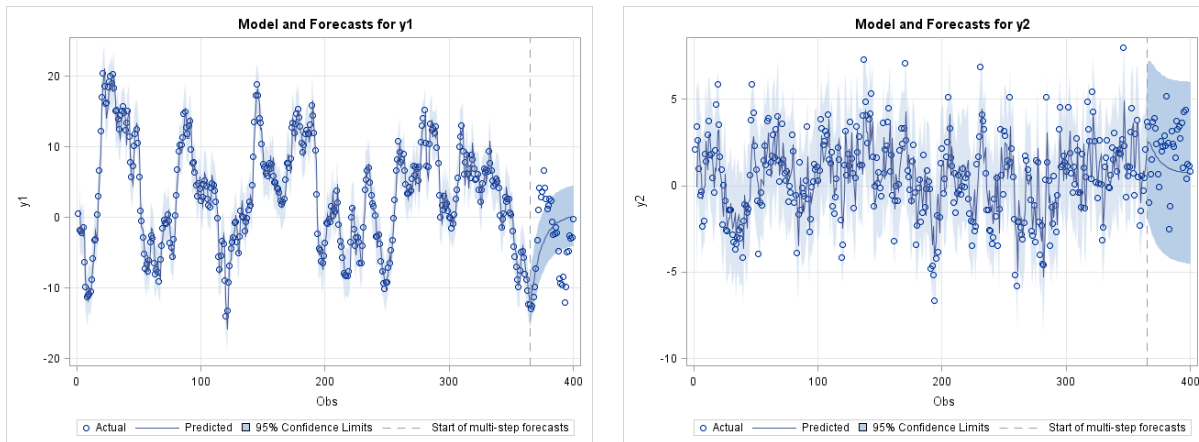 Model and Forecasts for y1
20
10
0
-10
-20
y1
0
100
200
300
400
Obs
Actual
Predicted
95% Confidence Limits
Start of multi-step forecasts
Model and Forecasts for y2
5
0
-5
-10
y2
0
100
200
300
400
Obs
Actual
Predicted
95% Confidence Limits
Start of multi-step forecasts